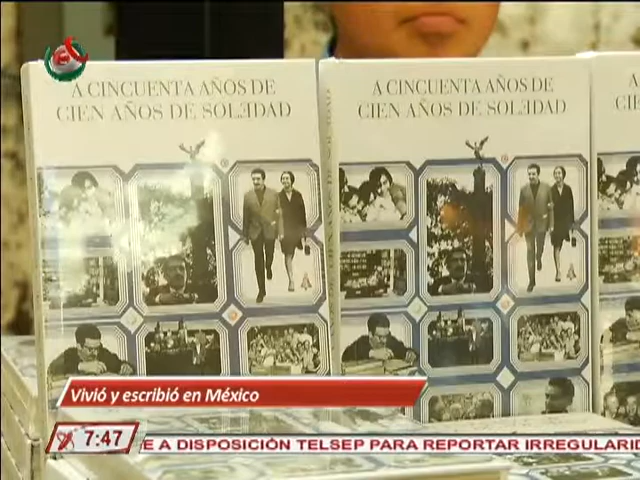 A CINCUENTA AÑOS DE
CIEN AÑOS DE SOLEDAD
A CINCUENTA AÑOS DE
CIEN AÑOS DE SOLEDAD
Vivió y escribió en México
7:47
E A DISPOSICIÓN TELSEP PARA REPORTAR IRREGULARID